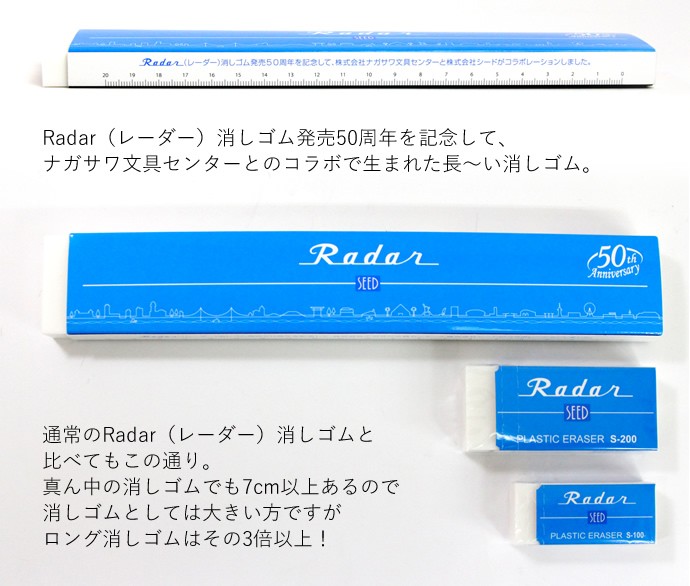 Radar
50th
Radar(レーダー)消しゴム発売50周年を記念して、株式会社ナガサワ文具センターと株式会社シードがコラボレーションしました。
20 19 18 17 16 15 14 13 12 11 10 9 8 7 6 5 4 3 2 1 0
Radar（レーダー）消しゴム発売50周年を記念して、
ナガサワ文具センターとのコラボで生まれた長～い消しゴム。
Radar
50th
Anniversary
SEED
Radar
SEED
PLASTIC ERASER S-200
通常のRadar（レーダー）消しゴムと
比べてもこの通り。
真ん中の消しゴムでも7cm以上あるので
消しゴムとしては大きい方ですが
ロング消しゴムはその3倍以上！
Radar
SEED
PLASTIC ERASER S-100